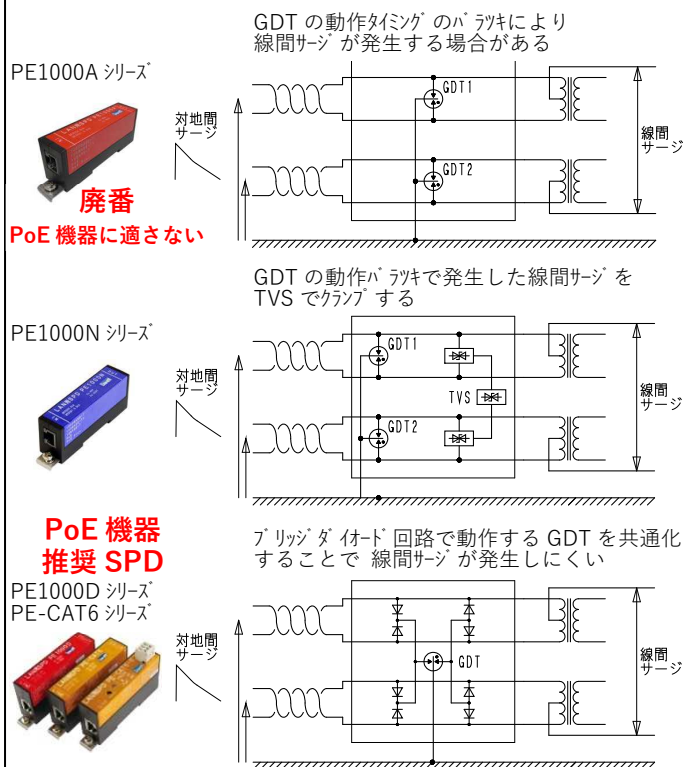 GDT の動作ﾀｲﾐﾝｸﾞのﾊﾞﾗﾂｷにより
線間ｻｰｼﾞが発生する場合がある
PE1000A ｼﾘｰｽﾞ
対地間
サージ
GDT1
GDT2
線間
サージ
廃番
PoE 機器に適さない
GDT の動作ﾊﾞﾗﾂｷで発生した線間ｻｰｼﾞを
TVS でｸﾗﾝﾌﾟする
PE1000N ｼﾘｰｽﾞ
対地間
サージ
GDT1
TVS
GDT2
線間
サージ
PoE 機器
推奨 SPD
ﾌﾞﾘｯｼﾞﾀﾞｲｵｰﾄﾞ回路で動作する GDT を共通化
することで 線間ｻｰｼﾞが発生しにくい
PE1000D ｼﾘｰｽﾞ
PE-CAT6 ｼﾘｰｽﾞ
対地間
サージ
GDT
線間
サージ